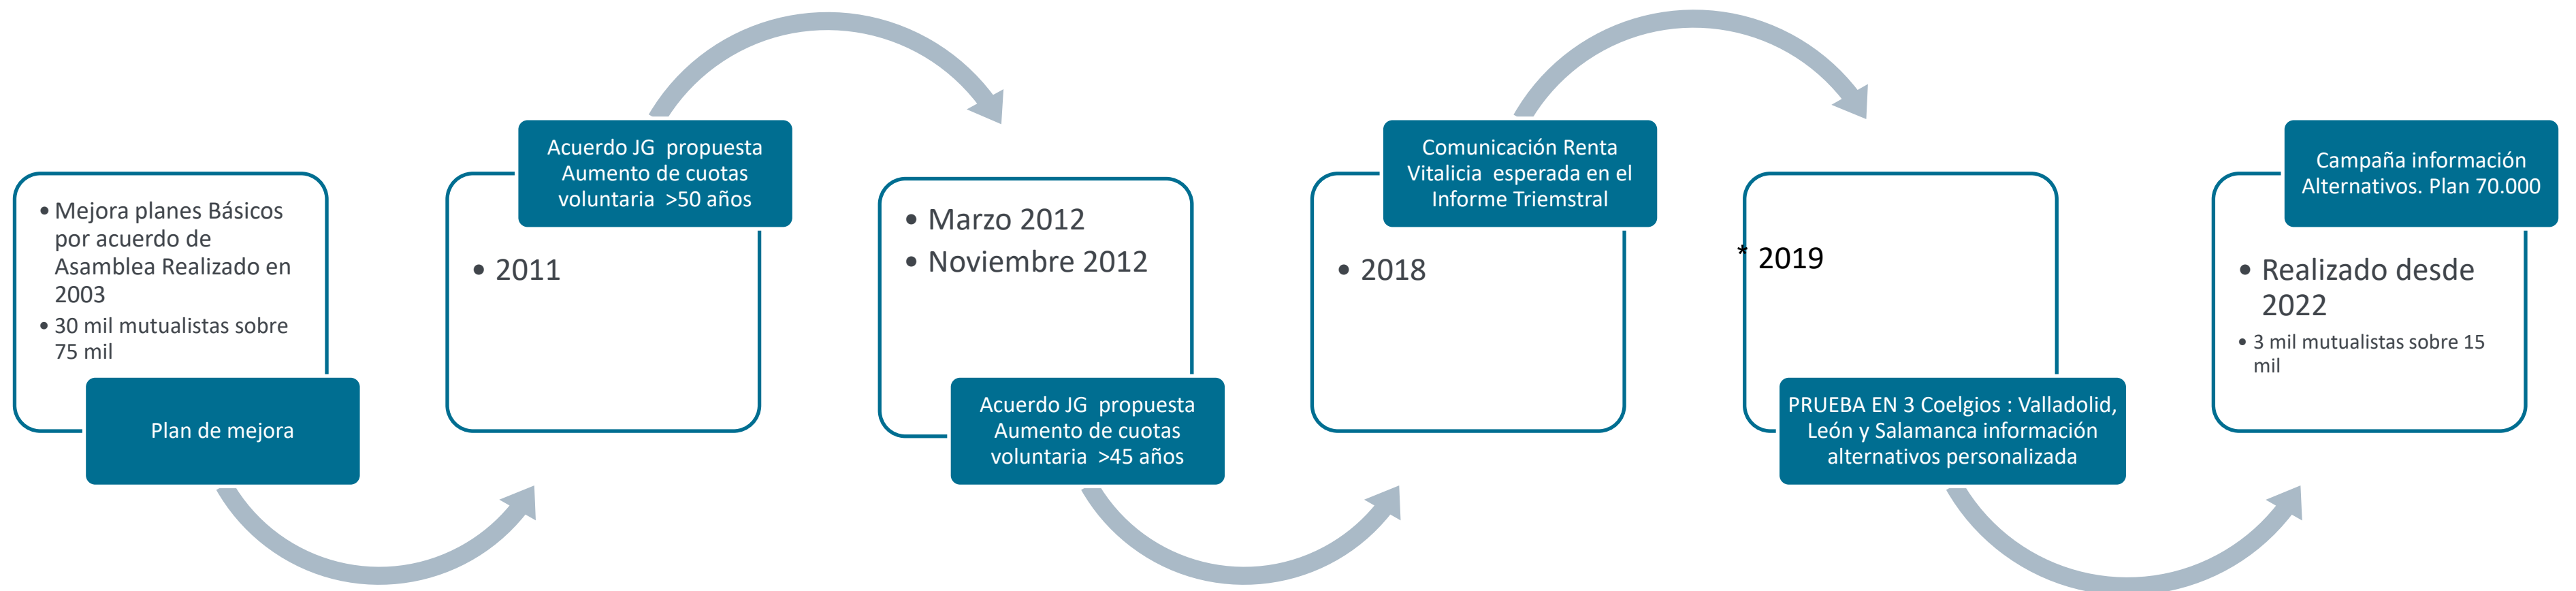 • Mejora planes Básicos
por acuerdo de
Asamblea Realizado en
2003
• 30 mil mutualistas sobre
75 mil
Plan de mejora
Acuerdo JG propuesta
Aumento de cuotas
voluntaria >50 años
• 2011
• Marzo 2012
• Noviembre 2012
Acuerdo JG propuesta
Aumento de cuotas
voluntaria >45 años
Comunicación Renta
Vitalicia esperada en el
Informe Triemstral
• 2018
* 2019
PRUEBA EN 3 Coelgios : Valladolid,
León y Salamanca información
alternativos personalizada
Campaña información
Alternativos. Plan 70.000
• Realizado desde
2022
• 3 mil mutualistas sobre 15
mil